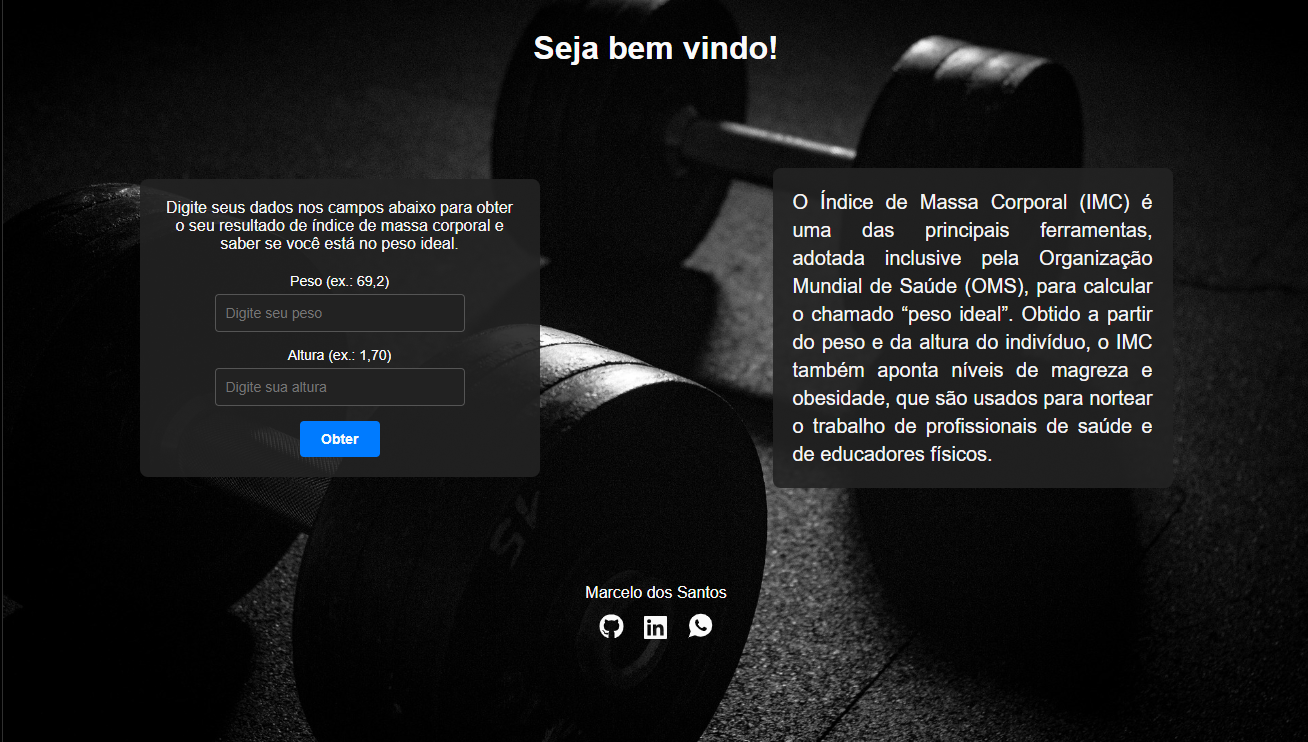 Seja bem vindo!
Digite seus dados nos campos abaixo para obter
o seu resultado de índice de massa corporal e
saber se você está no peso ideal.
Peso (ex.: 69,2)
Digite seu peso
Altura (ex.: 1,70)
Digite sua altura
Obter
O Índice de Massa Corporal (IMC) é
uma das principais ferramentas,
adotada inclusive pela Organização
Mundial de Saúde (OMS), para calcular
o chamado “peso ideal”. Obtido a partir
do peso e da altura do indivíduo, o IMC
também aponta níveis de magreza e
obesidade, que são usados para nortear
o trabalho de profissionais de saúde e
de educadores físicos.
Marcelo dos Santos
in